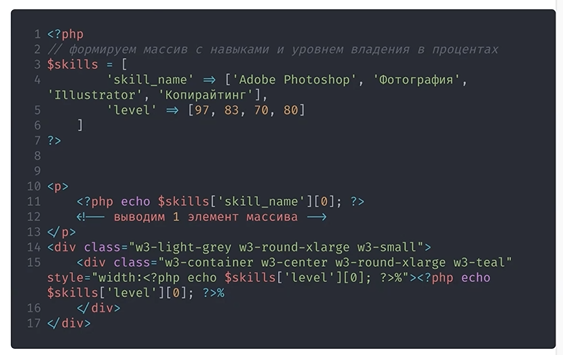 1 <?php
2 // формируем массив с навыками и уровнем владения в процентах
3 $skills = [
4 'skill_name' => ['Adobe Photoshop', 'Фотография',
'Illustrator', 'Копирайтинг'],
5 'level' => [97, 83, 70, 80]
6 ]
7 ?>
8
9
10 <p>
11 <?php echo $skills['skill_name'][0]; ?>
12 <!-- выводим 1 элемент массива -->
13 </p>
14 <div class="w3-light-grey w3-round-xlarge w3-small">
15 <div class="w3-container w3-center w3-round-xlarge w3-teal"
style="width:<?php echo $skills['level'][0]; ?>%"><?php echo
$skills['level'][0]; ?>%
16 </div>
17 </div>